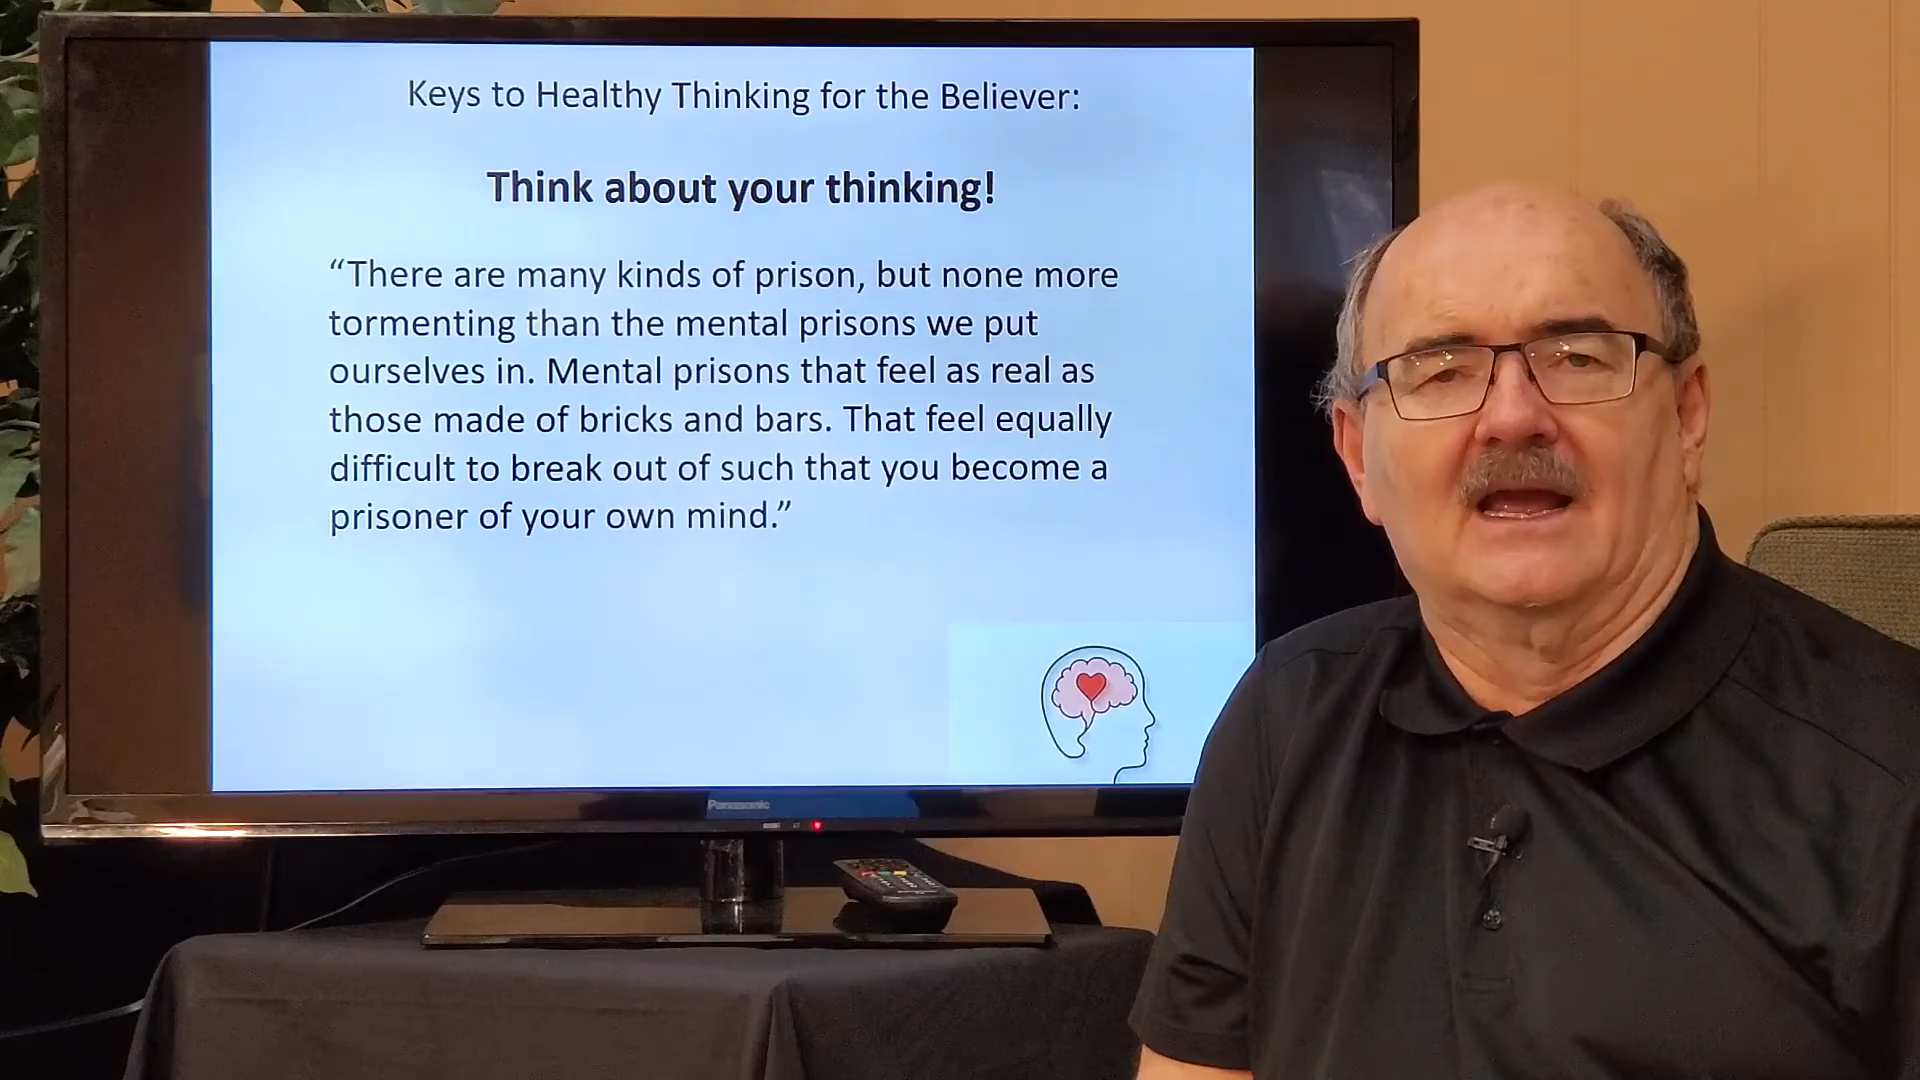 Keys to Healthy Thinking for the Believer:
Think about your thinking!
“There are many kinds of prison, but none more
tormenting than the mental prisons we put
ourselves in. Mental prisons that feel as real as
those made of bricks and bars. That feel equally
difficult to break out of such that you become a
prisoner of your own mind.”
Panasonic